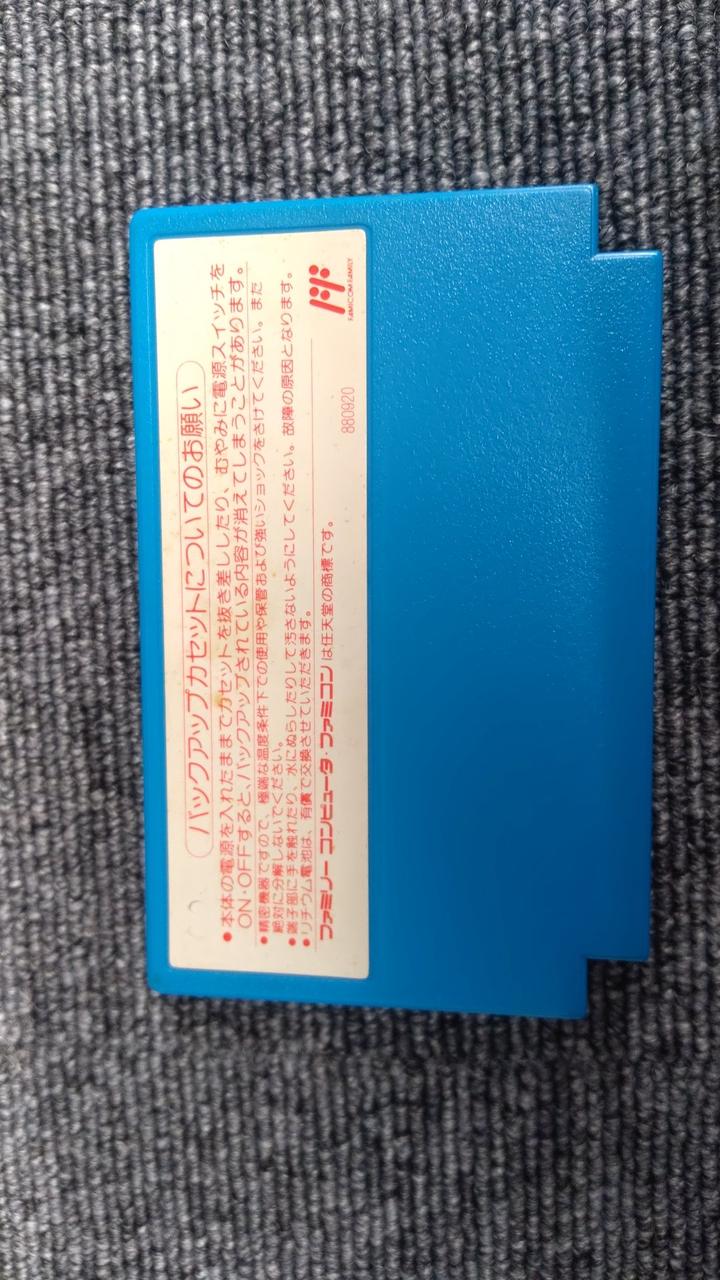 バックアップカセットについてのお願い
●本体の電源を入れたままでカセットを抜き差ししたり、むやみに電源スイッチを
ON・OFFすると、バックアップされている内容が消えてしまうことがあります。
●精密機器ですので、極端な温度条件下での使用や保管および強いショックをさけてください。また
絶対に分解しないでください。
●端子部に手を触れたり、水にぬらしたりして汚さないようにしてください。故障の原因となります。
●リチウム電池は、有償で交換させていただきます。
ファミリー コンピュータ・ファミコン は任天堂の商標です。
880920
FAMICOM FAMILY